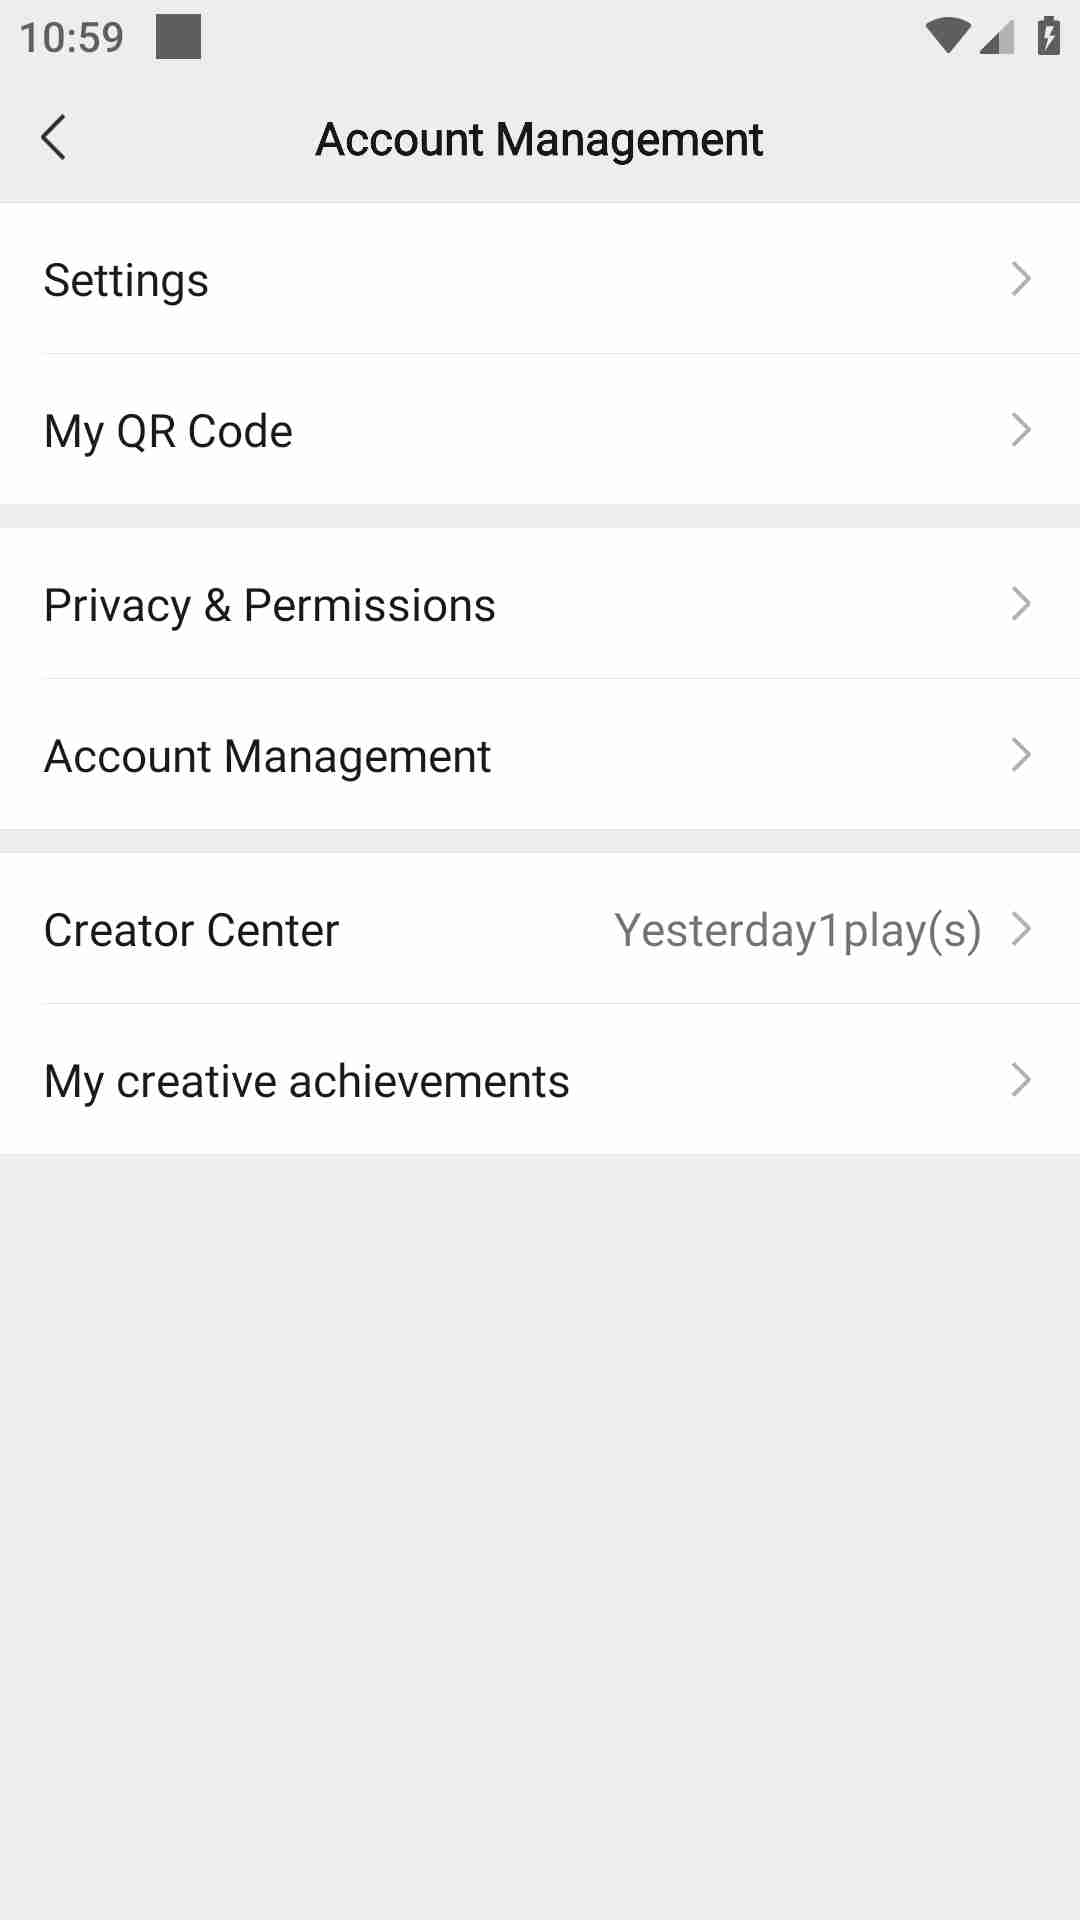 10:59
Account Management
Settings
My QR Code
Privacy & Permissions
Account Management
Creator Center Yesterday1play(s)
My creative achievements